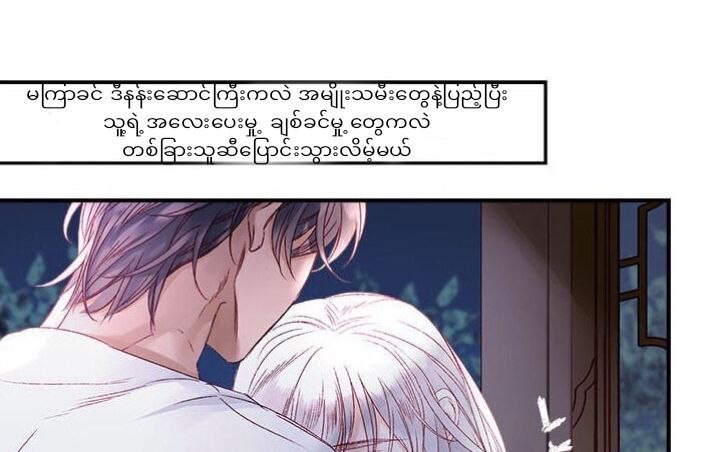 မကြာခင် ဒီနန်းဆောင်ကြီးကလဲ အမျိုးသမီးတွေနဲ့ပြည့်ပြီး
သူ့ရဲ့အလေးပေးမှု့ ချစ်ခင်မှု့တွေကလဲ
တစ်ခြားသူဆီပြောင်းသွားလိမ့်မယ်